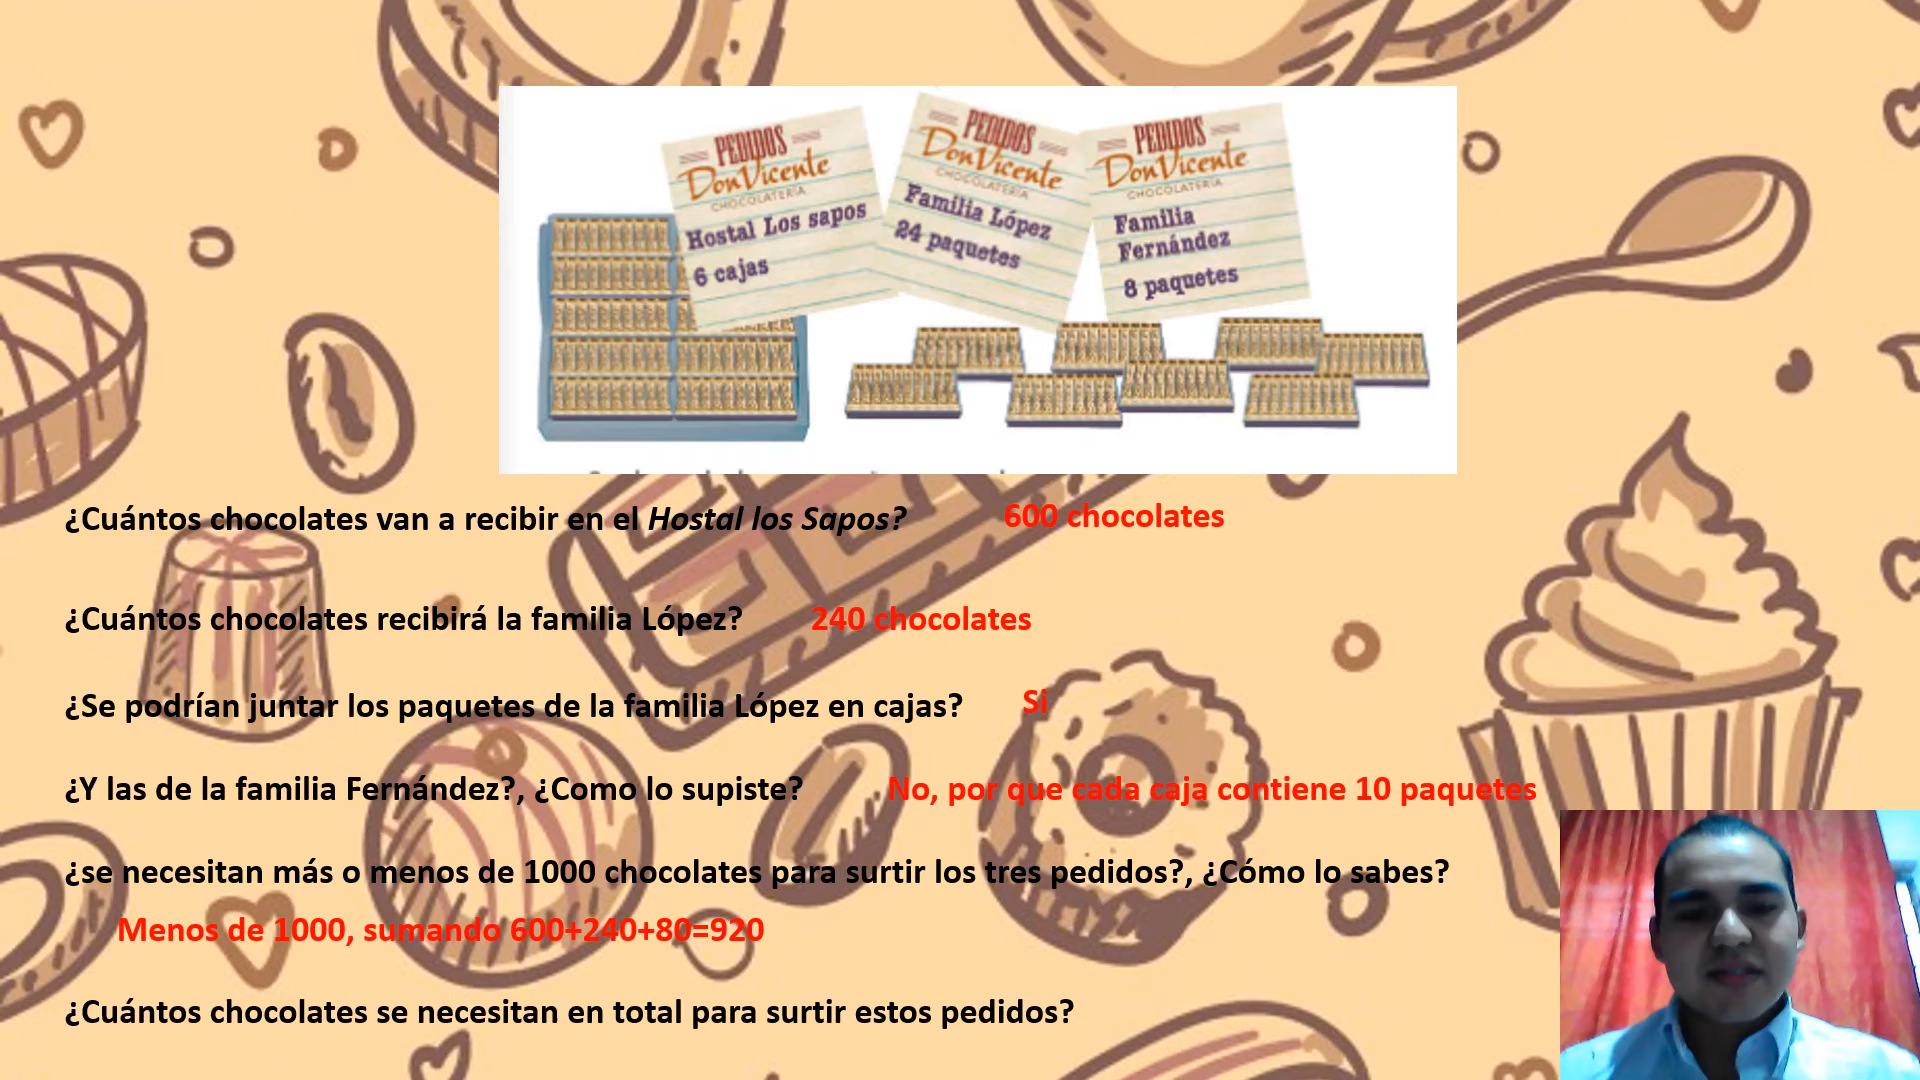 PEDIDOS
Don Vicente
CHOCOLATERÍA
Hostal Los sapos
6 cajas
PEDIDOS
Don Vicente
CHOCOLATERÍA
Familia López
24 paquetes
PEDIDOS
Don Vicente
CHOCOLATERÍA
Familia
Fernández
8 paquetes
¿Cuántos chocolates van a recibir en el Hostal los Sapos? 600 chocolates
¿Cuántos chocolates recibirá la familia López? 240 chocolates
¿Se podrían juntar los paquetes de la familia López en cajas? Si
¿Y las de la familia Fernández?, ¿Como lo supiste? No, por que cada caja contiene 10 paquetes
¿se necesitan más o menos de 1000 chocolates para surtir los tres pedidos?, ¿Cómo lo sabes?
Menos de 1000, sumando 600+240+80=920
¿Cuántos chocolates se necesitan en total para surtir estos pedidos?